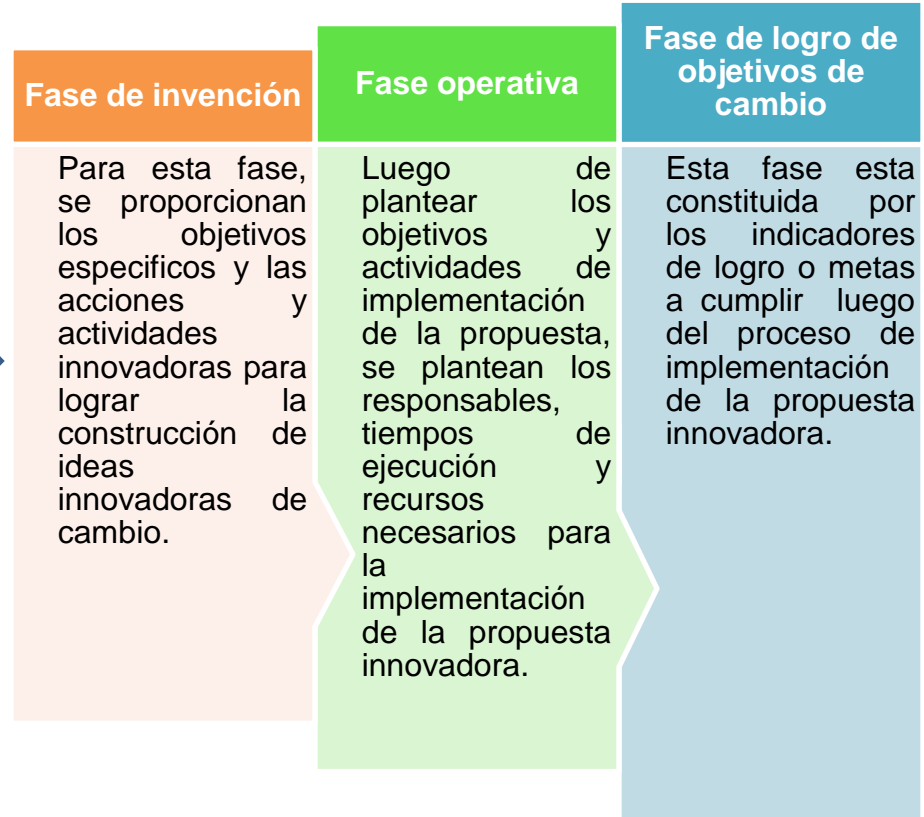 Fase de invención
Para esta fase,
se proporcionan
los objetivos
especificos y las
acciones y
actividades
innovadoras para
lograr la
construcción de
ideas
innovadoras de
cambio.
Fase operativa
Luego de
plantear los
objetivos y
actividades de
implementación
de la propuesta,
se plantean los
responsables,
tiempos de
ejecución y
recursos
necesarios para
la
implementación
de la propuesta
innovadora.
Fase de logro de
objetivos de
cambio
Esta fase esta
constituida por
los indicadores
de logro o metas
a cumplir luego
del proceso de
implementación
de la propuesta
innovadora.